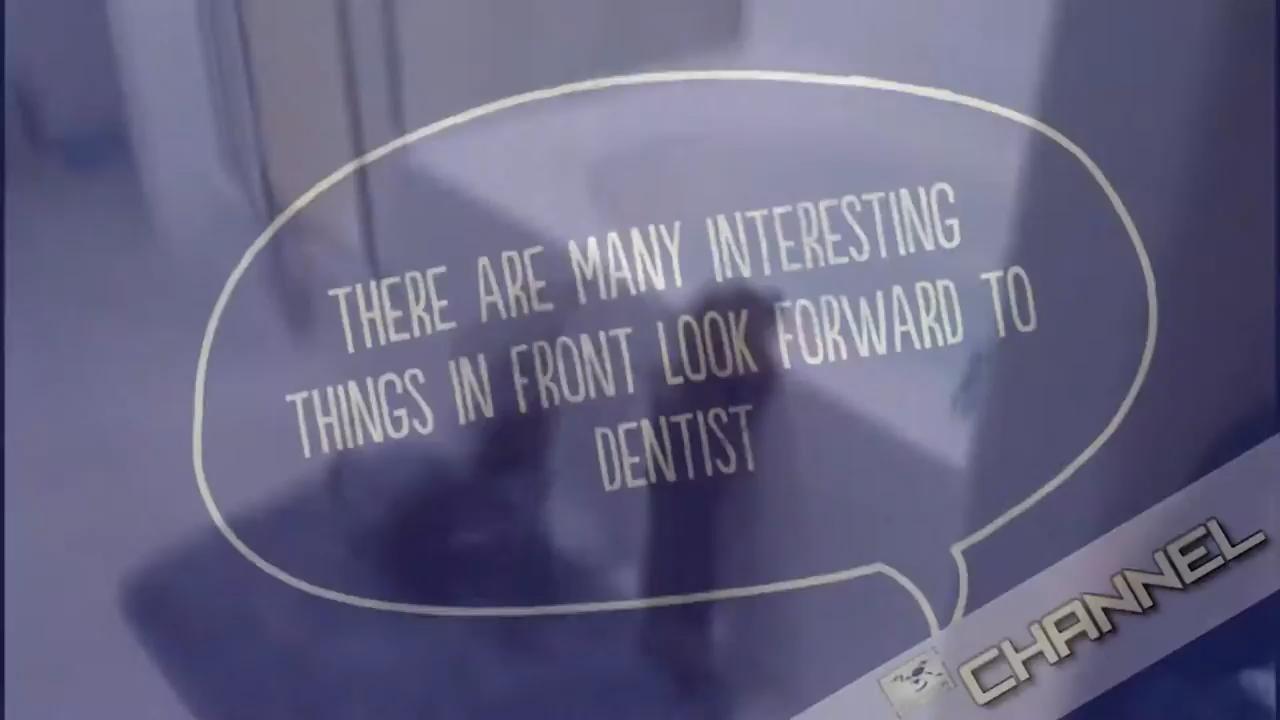 THERE ARE MANY INTERESTING
THINGS IN FRONT LOOK FORWARD TO
DENTIST
CHANNEL